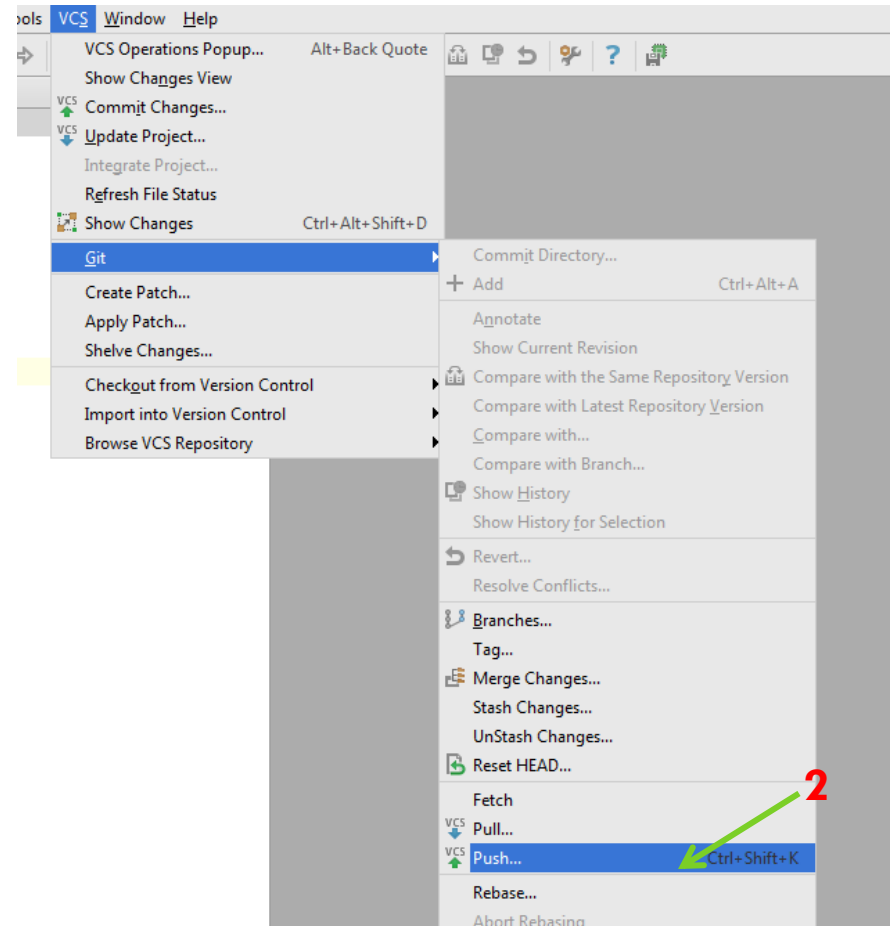 ools VCS Window Help
VCS Operations Popup... Alt+Back Quote
Show Changes View
VCS Commit Changes...
VCS Update Project...
Integrate Project...
Refresh File Status
Show Changes Ctrl+Alt+Shift+D
Git
Create Patch...
Apply Patch...
Shelve Changes...
Checkout from Version Control
Import into Version Control
Browse VCS Repository
Commit Directory...
Add Ctrl+Alt+A
Annotate
Show Current Revision
Compare with the Same Repository Version
Compare with Latest Repository Version
Compare with...
Compare with Branch...
Show History
Show History for Selection
Revert...
Resolve Conflicts...
Branches...
Tag...
Merge Changes...
Stash Changes...
UnStash Changes...
Reset HEAD...
Fetch
2
VCS Pull...
VCS Push... Ctrl+Shift+K
Rebase...
Abort Rebasing